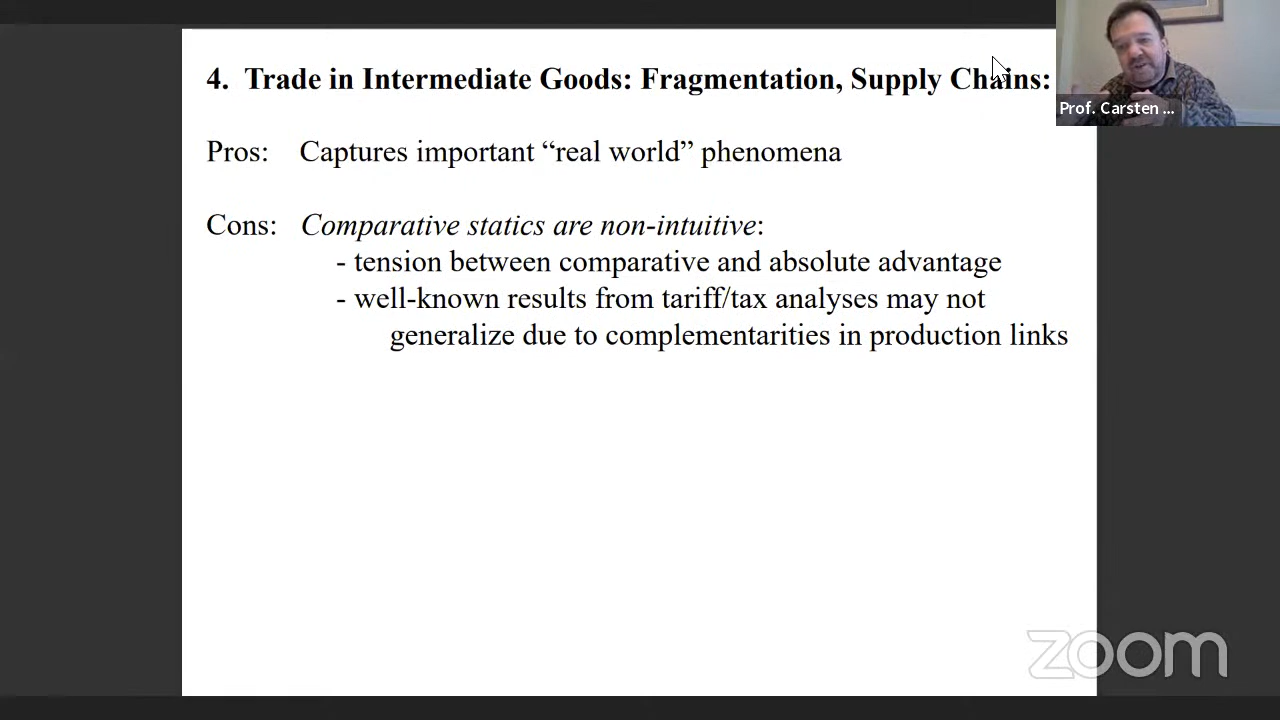 4. Trade in Intermediate Goods: Fragmentation, Supply Chains:
Prof. Carsten ...
Pros: Captures important “real world” phenomena
Cons: Comparative statics are non-intuitive:
- tension between comparative and absolute advantage
- well-known results from tariff/tax analyses may not
generalize due to complementarities in production links
zoom